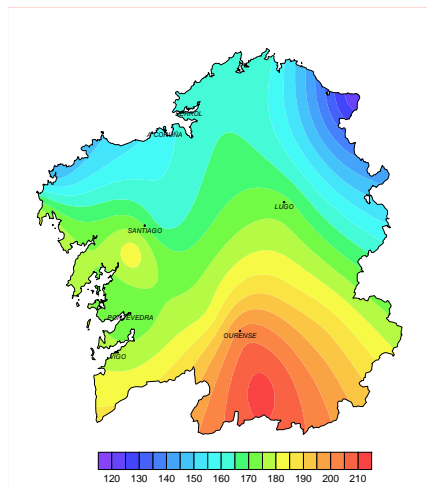 FERROL
A CORUÑA
LUGO
SANTIAGO
PONTEVEDRA
OURENSE
VIGO
120 130 140 150 160 170 180 190 200 210